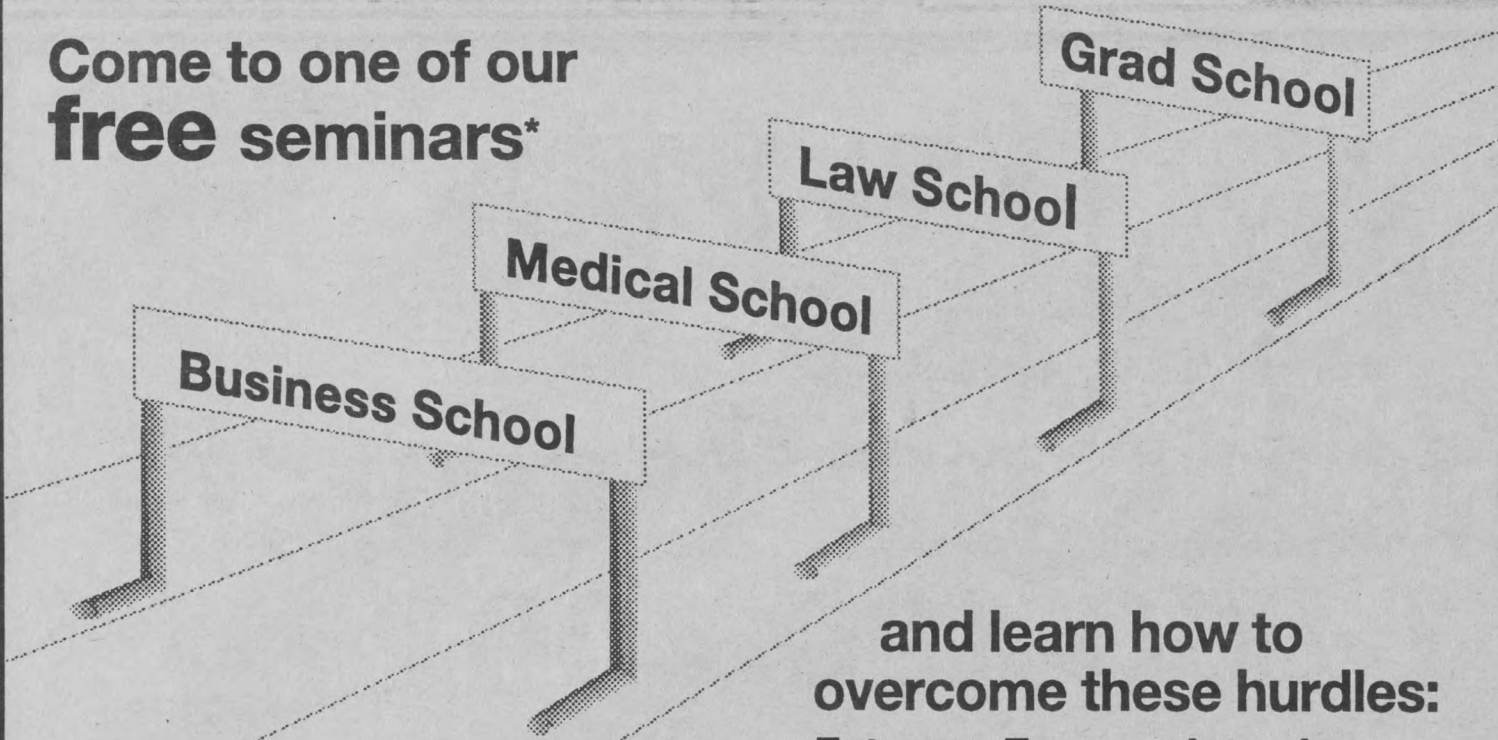 Come to one of our
free seminars*
Grad School
Law School
Medical School
Business School
and learn how to
overcome these hurdles: